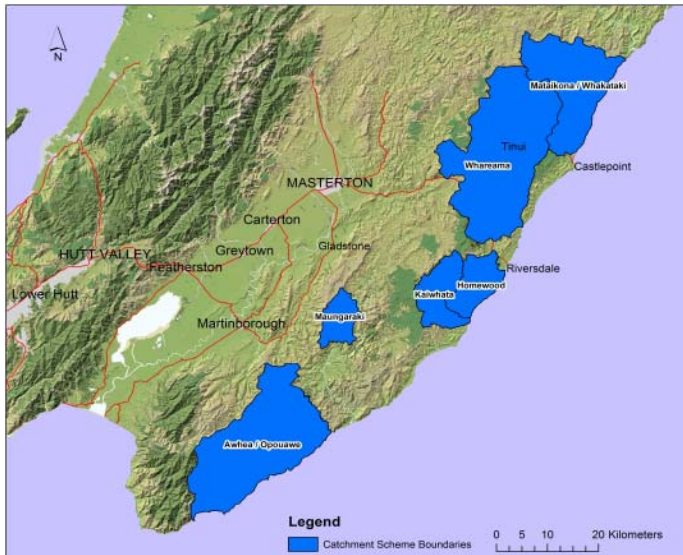 N
Mataikona / Whakataki
Tinui
Whareama
Castlepoint
MASTERTON
Carterton
Gladstone
Greytown
HUTT VALLEY
Featherston
Riversdale
Homewood
Kaiwhata
Lower Hutt
Maungaraki
Martinborough
Awhea / Opouawe
Legend
Catchment Scheme Boundaries
0 5 10 20 Kilometers